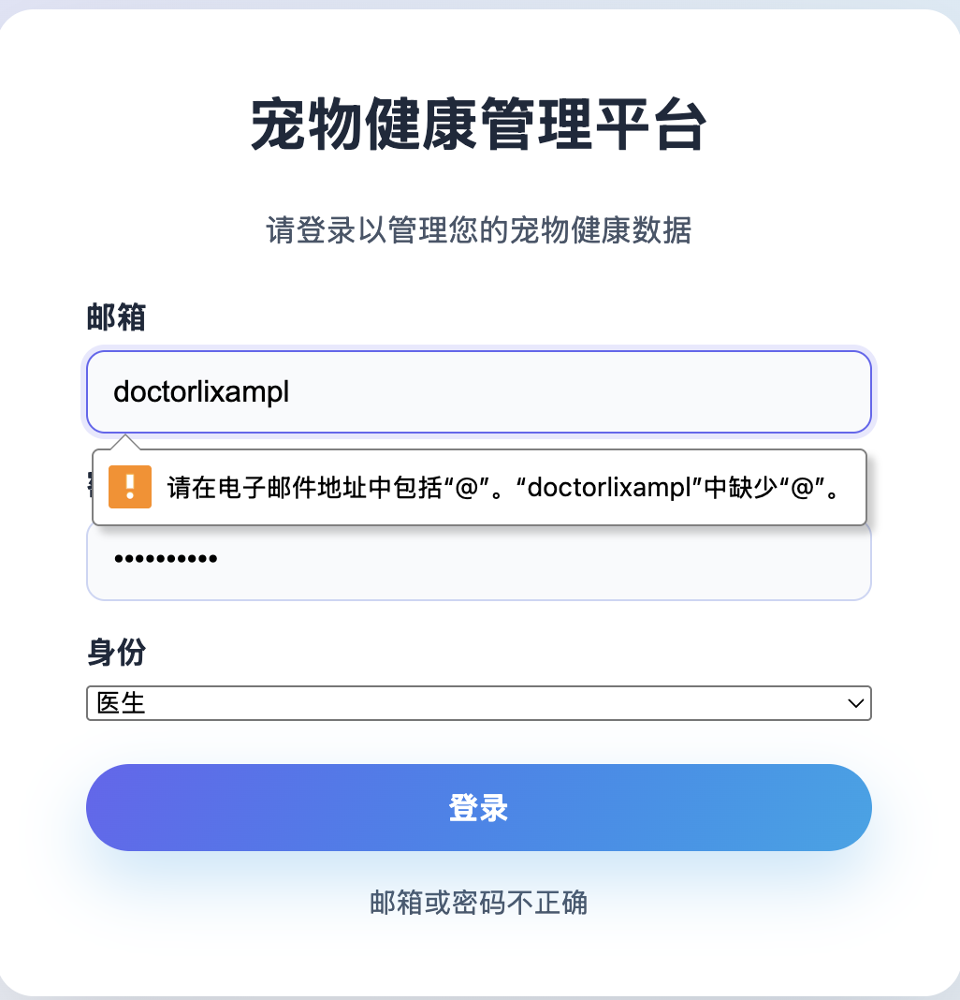 宠物健康管理平台
请登录以管理您的宠物健康数据
邮箱
doctorlixampl
请在电子邮件地址中包括“@”。“doctorlixampl”中缺少“@”。
••••••••••
身份
医生
登录
邮箱或密码不正确